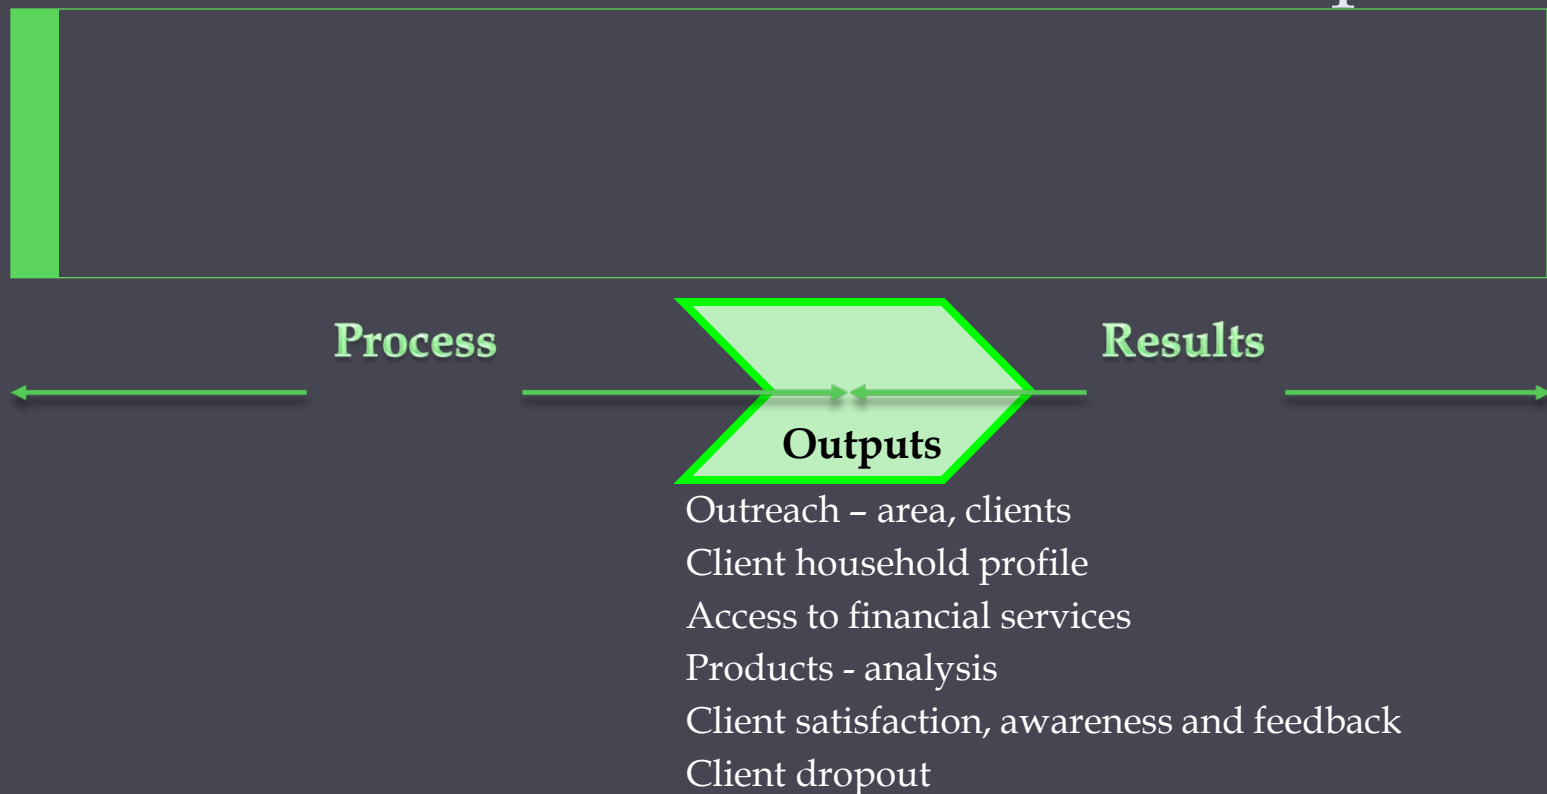 Process
Results
Outputs
Outreach – area, clients
Client household profile
Access to financial services
Products - analysis
Client satisfaction, awareness and feedback
Client dropout